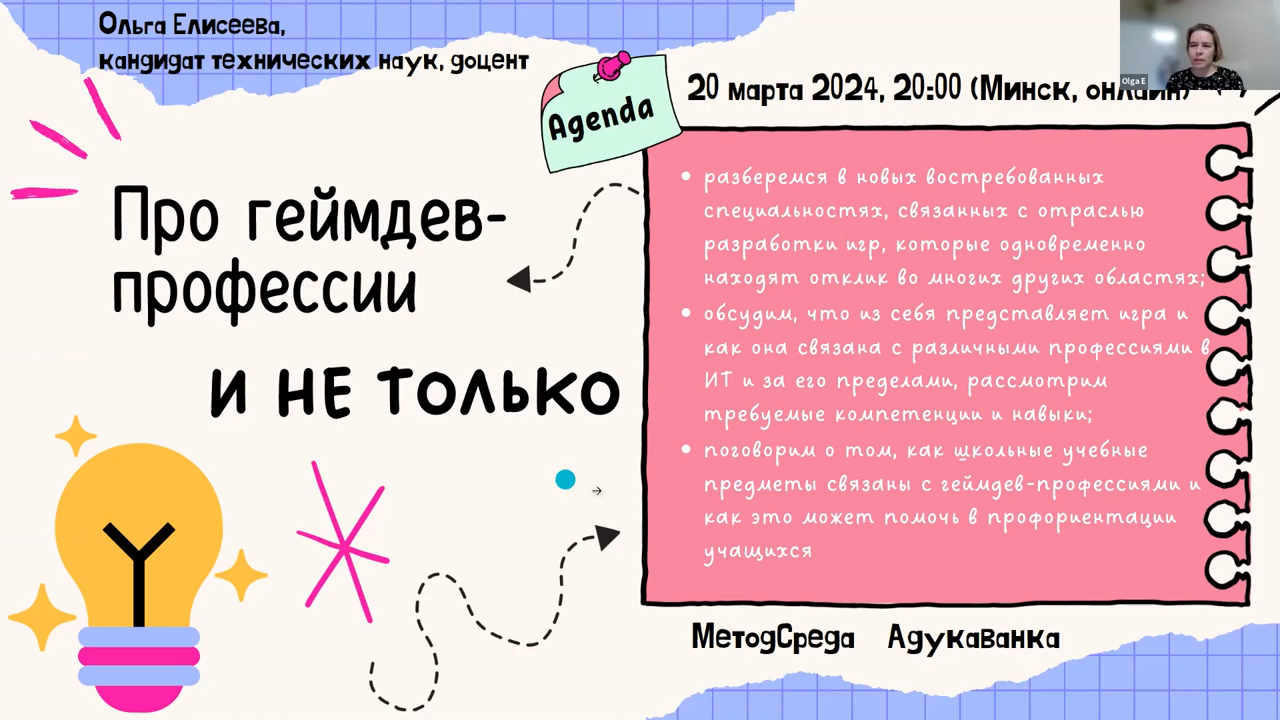 Ольга Елисеева,
кандидат технических наук, доцент
Agenda
20 марта 2024, 20:00 (Минск, онлайн)
Olga E
Про геймдев-
профессии
и НЕ только
разберемся в новых востребованных
специальностях, связанных с отраслью
разработки игр, которые одновременно
находят отклик во многих других областях;
обсудим, что из себя представляет игра и
как она связана с различными профессиями в
ИТ и за его пределами, рассмотрим
требуемые компетенции и навыки;
поговорим о том, как школьные учебные
предметы связаны с геймдев-профессиями и
как это может помочь в профориентации
учащихся
МетодСреда Адукаванка